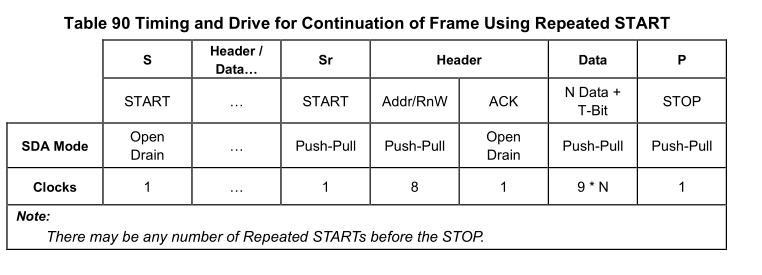 Table 90 Timing and Drive for Continuation of Frame Using Repeated START
S Header / Data… Sr Header Data P
START … START Addr/RnW ACK N Data + T-Bit STOP
SDA Mode Open Drain … Push-Pull Push-Pull Open Drain Push-Pull Push-Pull
Clocks 1 … 1 8 1 9 * N 1
Note:
There may be any number of Repeated STARTs before the STOP.